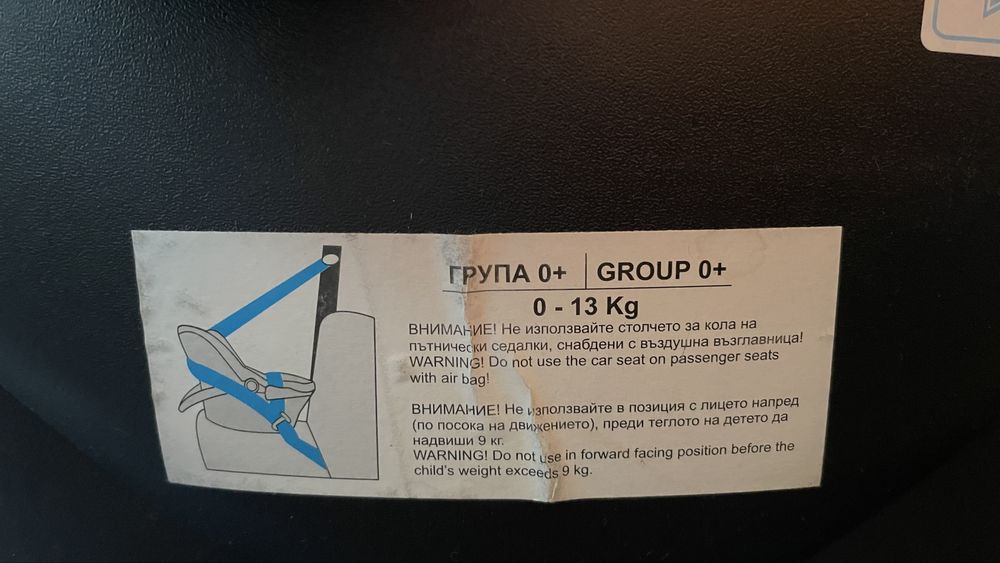 ГРУПА 0+ GROUP 0+
0 - 13 Kg
ВНИМАНИЕ! Не използвайте столчето за кола на
пътнически седалки, снабдени с въздушна възглавница!
WARNING! Do not use the car seat on passenger seats
with air bag!
ВНИМАНИЕ! Не използвайте в позиция с лицето напред
(по посока на движението), преди теглото на детето да
надвиши 9 кг.
WARNING! Do not use in forward facing position before the
child's weight exceeds 9 kg.